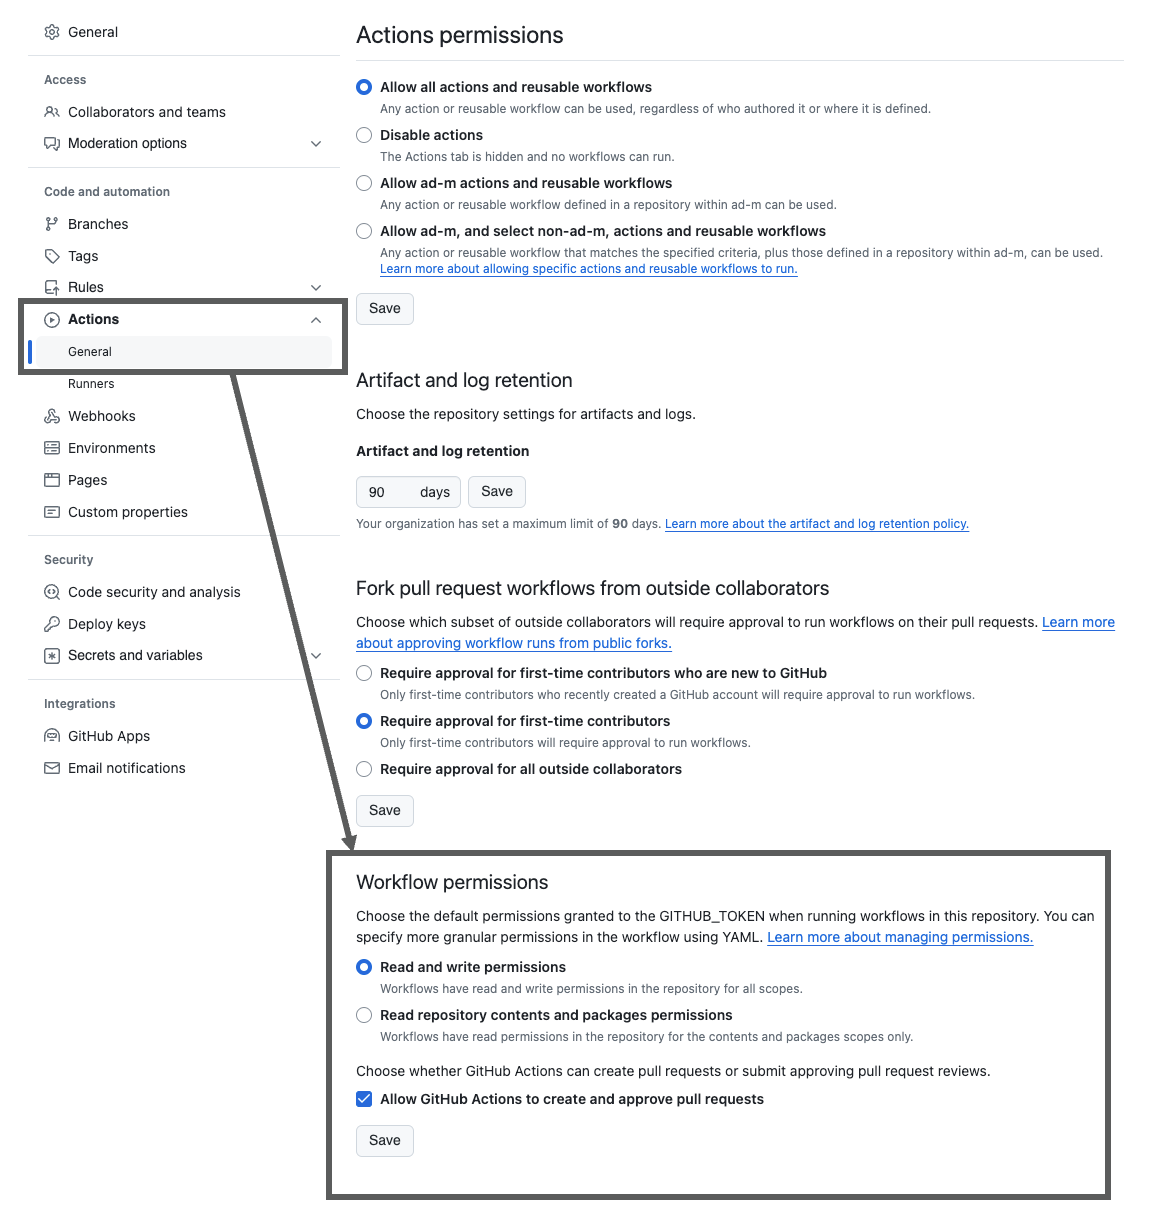 General
Access
Collaborators and teams
Moderation options
Code and automation
Branches
Tags
Rules
Actions
General
Runners
Webhooks
Environments
Pages
Custom properties
Security
Code security and analysis
Deploy keys
Secrets and variables
Integrations
GitHub Apps
Email notifications
Actions permissions
Allow all actions and reusable workflows
Any action or reusable workflow can be used, regardless of who authored it or where it is defined.
Disable actions
The Actions tab is hidden and no workflows can run.
Allow ad-m actions and reusable workflows
Any action or reusable workflow defined in a repository within ad-m can be used.
Allow ad-m, and select non-ad-m, actions and reusable workflows
Any action or reusable workflow that matches the specified criteria, plus those defined in a repository within ad-m, can be used.
Learn more about allowing specific actions and reusable workflows to run.
Save
Artifact and log retention
Choose the repository settings for artifacts and logs.
Artifact and log retention
90 days Save
Your organization has set a maximum limit of 90 days. Learn more about the artifact and log retention policy.
Fork pull request workflows from outside collaborators
Choose which subset of outside collaborators will require approval to run workflows on their pull requests. Learn more
about approving workflow runs from public forks.
Require approval for first-time contributors who are new to GitHub
Only first-time contributors who recently created a GitHub account will require approval to run workflows.
Require approval for first-time contributors
Only first-time contributors will require approval to run workflows.
Require approval for all outside collaborators
Save
Workflow permissions
Choose the default permissions granted to the GITHUB_TOKEN when running workflows in this repository. You can
specify more granular permissions in the workflow using YAML. Learn more about managing permissions.
Read and write permissions
Workflows have read and write permissions in the repository for all scopes.
Read repository contents and packages permissions
Workflows have read permissions in the repository for the contents and packages scopes only.
Choose whether GitHub Actions can create pull requests or submit approving pull request reviews.
Allow GitHub Actions to create and approve pull requests
Save